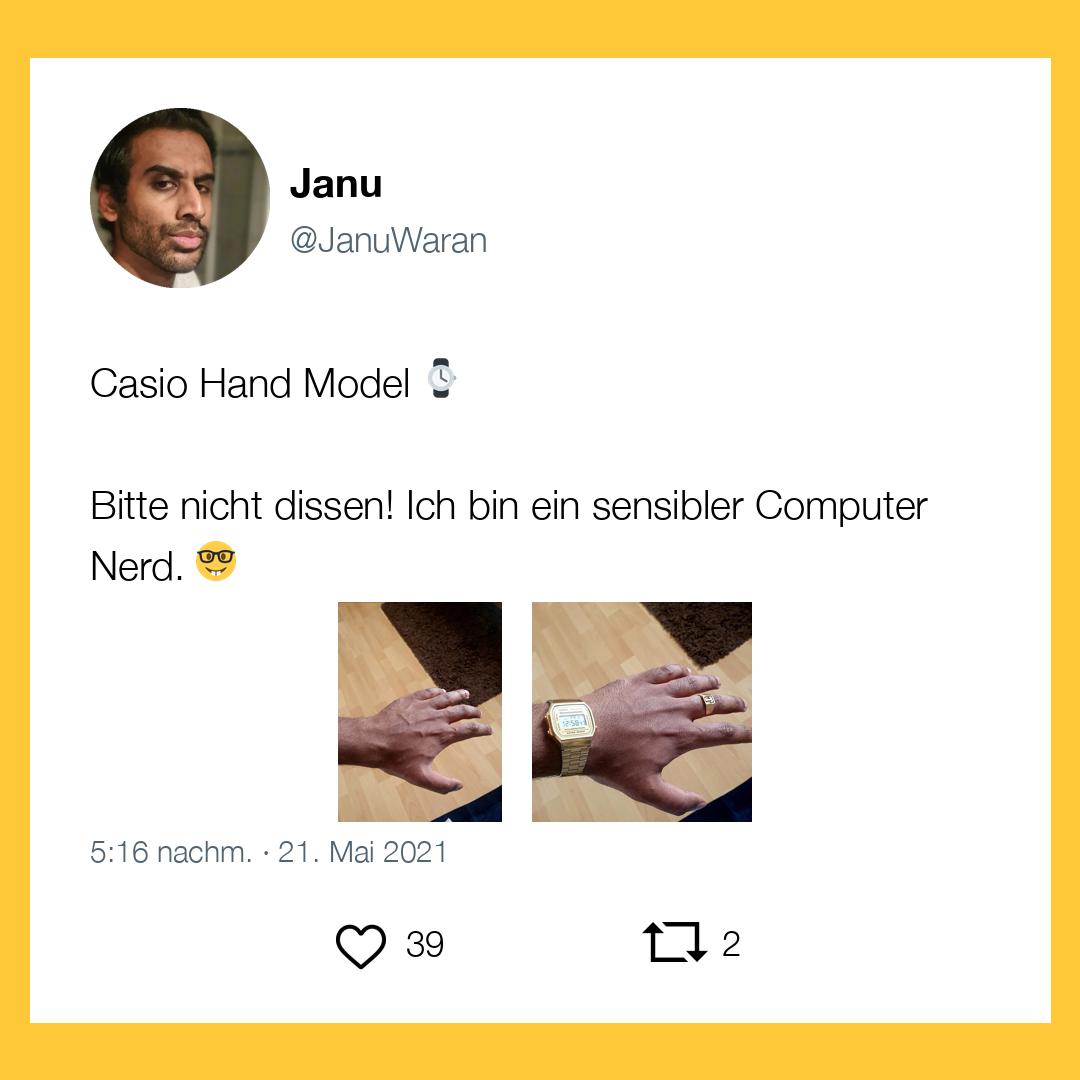 Janu
@JanuWaran
Casio Hand Model ⌚
Bitte nicht dissen! Ich bin ein sensibler Computer
Nerd. 🤓
5:16 nachm. · 21. Mai 2021
39
2